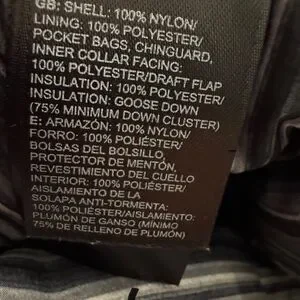 GB: SHELL: 100% NYLON/
LINING: 100% POLYESTER/
POCKET BAGS, CHINGUARD,
INNER COLLAR FACING:
100% POLYESTER/DRAFT FLAP
INSULATION: 100% POLYESTER/
INSULATION: GOOSE DOWN
(75% MINIMUM DOWN CLUSTER)
E: ARMAZÓN: 100% NYLON/
FORRO: 100% POLIÉSTER/
BOLSAS DEL BOLSILLO,
PROTECTOR DE MENTÓN,
REVESTIMIENTO DEL CUELLO
INTERIOR: 100% POLIÉSTER/
AISLAMIENTO DE LA
SOLAPA ANTI-TORMENTA:
100% POLIÉSTER/AISLAMIENTO:
PLUMÓN DE GANSO (MÍNIMO
75% DE RELLENO DE PLUMÓN)